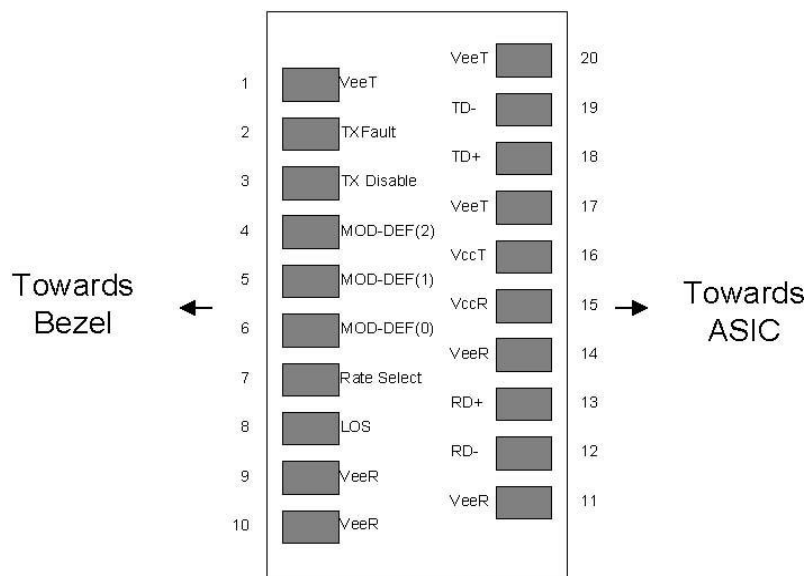 VeeT 20
1 VeeT
TD- 19
2 TXFault
TD+ 18
3 TX Disable
VeeT 17
4 MOD-DEF(2)
VccT 16
5 MOD-DEF(1)
Towards
Bezel
VccR 15
Towards
ASIC
6 MOD-DEF(0)
VeeR 14
7 Rate Select
RD+ 13
8 LOS
RD- 12
9 VeeR
VeeR 11
10 VeeR